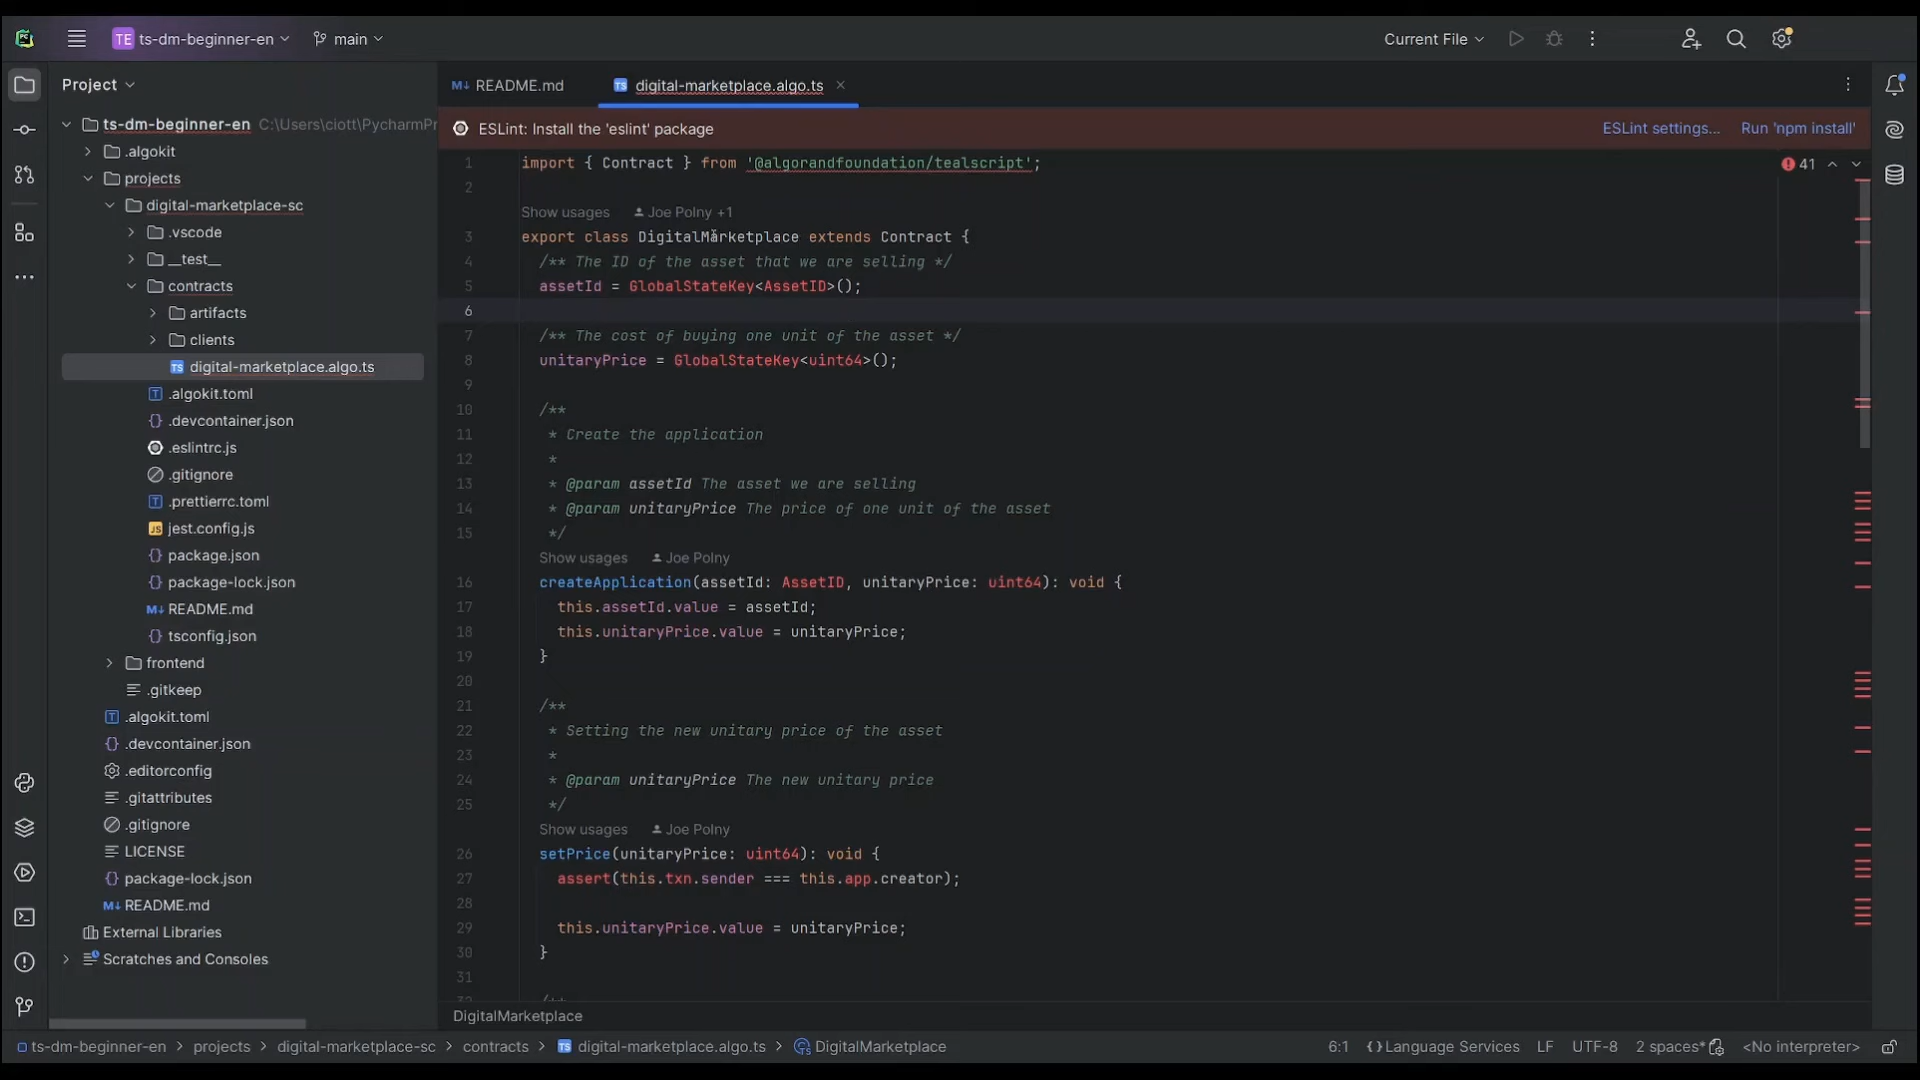 TE ts-dm-beginner-en main Current File
Project
README.md digital-marketplace.algo.ts
ESLint: Install the 'eslint' package ESLint settings... Run 'npm install'
ts-dm-beginner-en C:\Users\ciott\PycharmPr
.algokit
projects
digital-marketplace-sc
.vscode
__test__
contracts
artifacts
clients
digital-marketplace.algo.ts
.algokit.toml
.devcontainer.json
.eslintrc.js
.gitignore
.prettierrc.toml
jest.config.js
package.json
package-lock.json
README.md
tsconfig.json
frontend
.gitkeep
.algokit.toml
.devcontainer.json
.editorconfig
.gitattributes
.gitignore
LICENSE
package-lock.json
README.md
External Libraries
Scratches and Consoles
41
1 import { Contract } from '@algorandfoundation/tealscript';
2
Show usages Joe Polny +1
3 export class DigitalMarketplace extends Contract {
4 /** The ID of the asset that we are selling */
5 assetId = GlobalStateKey<AssetID>();
6
7 /** The cost of buying one unit of the asset */
8 unitaryPrice = GlobalStateKey<uint64>();
9
10 /**
11 * Create the application
12 *
13 * @param assetId The asset we are selling
14 * @param unitaryPrice The price of one unit of the asset
15 */
Show usages Joe Polny
16 createApplication(assetId: AssetID, unitaryPrice: uint64): void {
17 this.assetId.value = assetId;
18 this.unitaryPrice.value = unitaryPrice;
19 }
20
21 /**
22 * Setting the new unitary price of the asset
23 *
24 * @param unitaryPrice The new unitary price
25 */
Show usages Joe Polny
26 setPrice(unitaryPrice: uint64): void {
27 assert(this.txn.sender === this.app.creator);
28
29 this.unitaryPrice.value = unitaryPrice;
30 }
31
32 /**
DigitalMarketplace
ts-dm-beginner-en > projects > digital-marketplace-sc > contracts > digital-marketplace.algo.ts > DigitalMarketplace 6:1 {} Language Services LF UTF-8 2 spaces* <No interpreter>